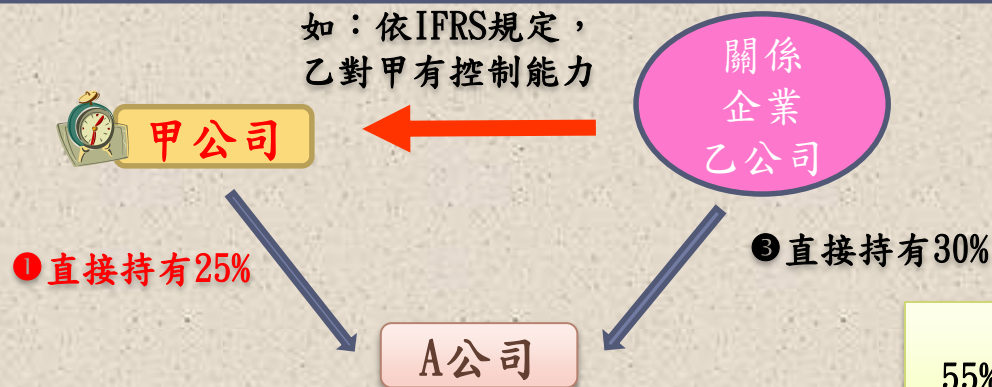 如：依IFRS規定，
乙對甲有控制能力
關係
企業
乙公司
甲公司
❶直接持有25%
❸直接持有30%
A公司
55%